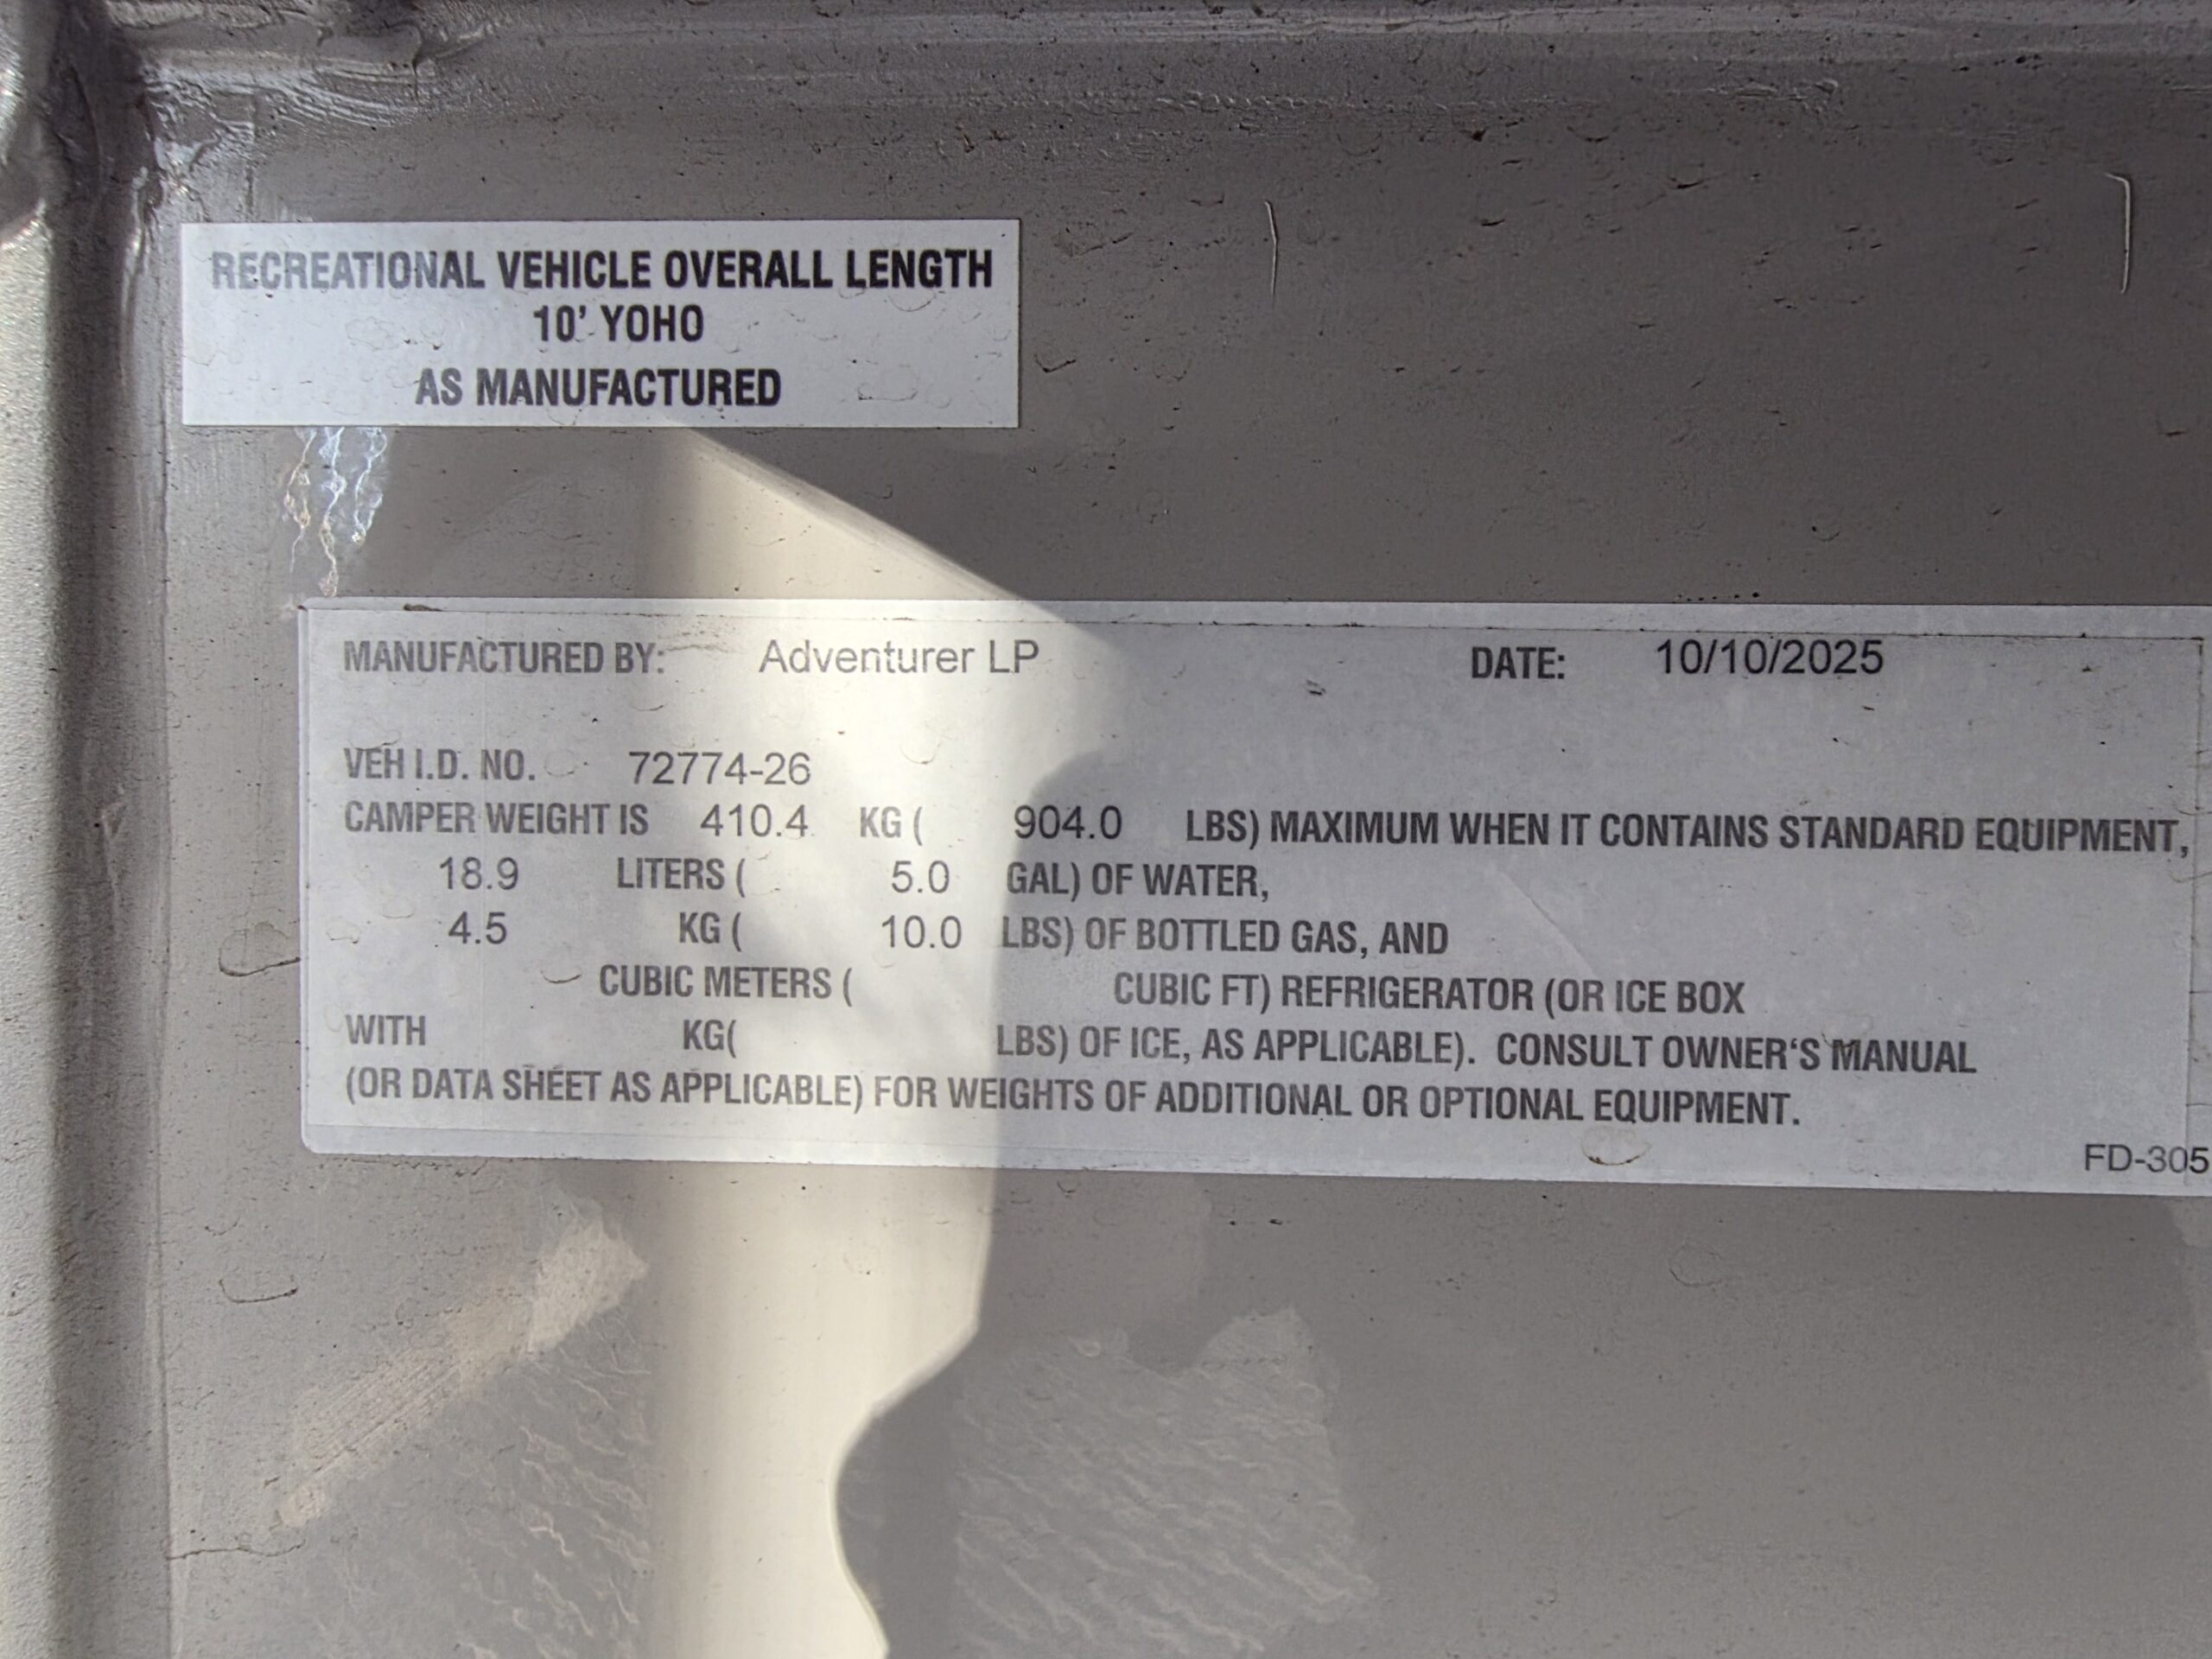 RECREATIONAL VEHICLE OVERALL LENGTH
10' YOHO
AS MANUFACTURED
MANUFACTURED BY: Adventurer LP DATE: 10/10/2025
VEH I.D. NO. 72774-26
CAMPER WEIGHT IS 410.4 KG ( 904.0 LBS) MAXIMUM WHEN IT CONTAINS STANDARD EQUIPMENT,
18.9 LITERS ( 5.0 GAL) OF WATER,
4.5 KG ( 10.0 LBS) OF BOTTLED GAS, AND
CUBIC METERS ( CUBIC FT) REFRIGERATOR (OR ICE BOX
WITH KG( LBS) OF ICE, AS APPLICABLE). CONSULT OWNER'S MANUAL
(OR DATA SHEET AS APPLICABLE) FOR WEIGHTS OF ADDITIONAL OR OPTIONAL EQUIPMENT.
FD-305